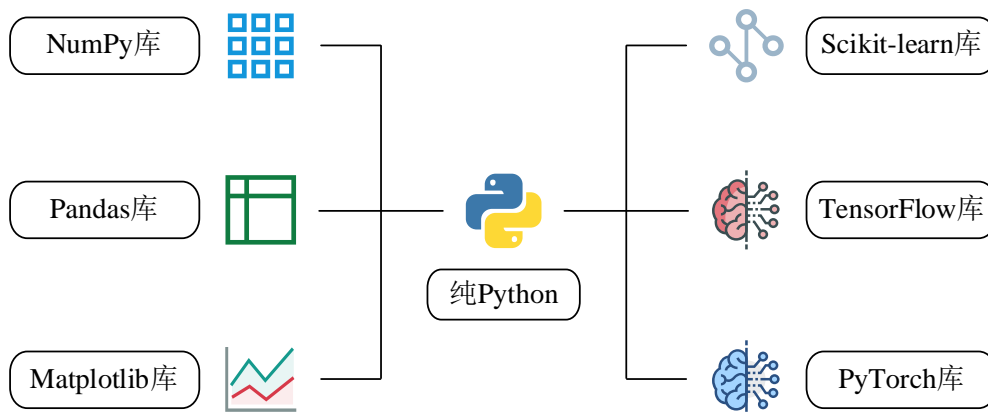 NumPy库
Scikit-learn库
Pandas库
TensorFlow库
纯Python
Matplotlib库
PyTorch库